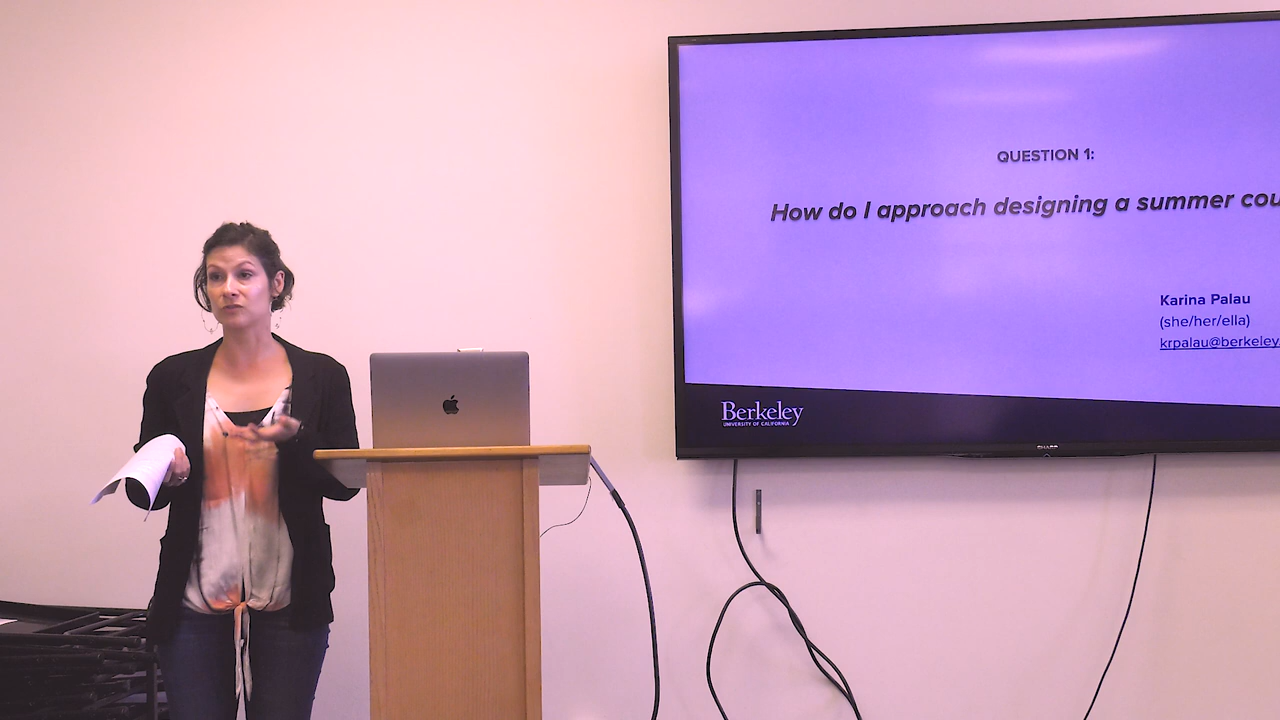 QUESTION 1:
How do I approach designing a summer cou
Karina Palau
(she/her/ella)
krpalau@berkeley.
Berkeley
UNIVERSITY OF CALIFORNIA
SHARP